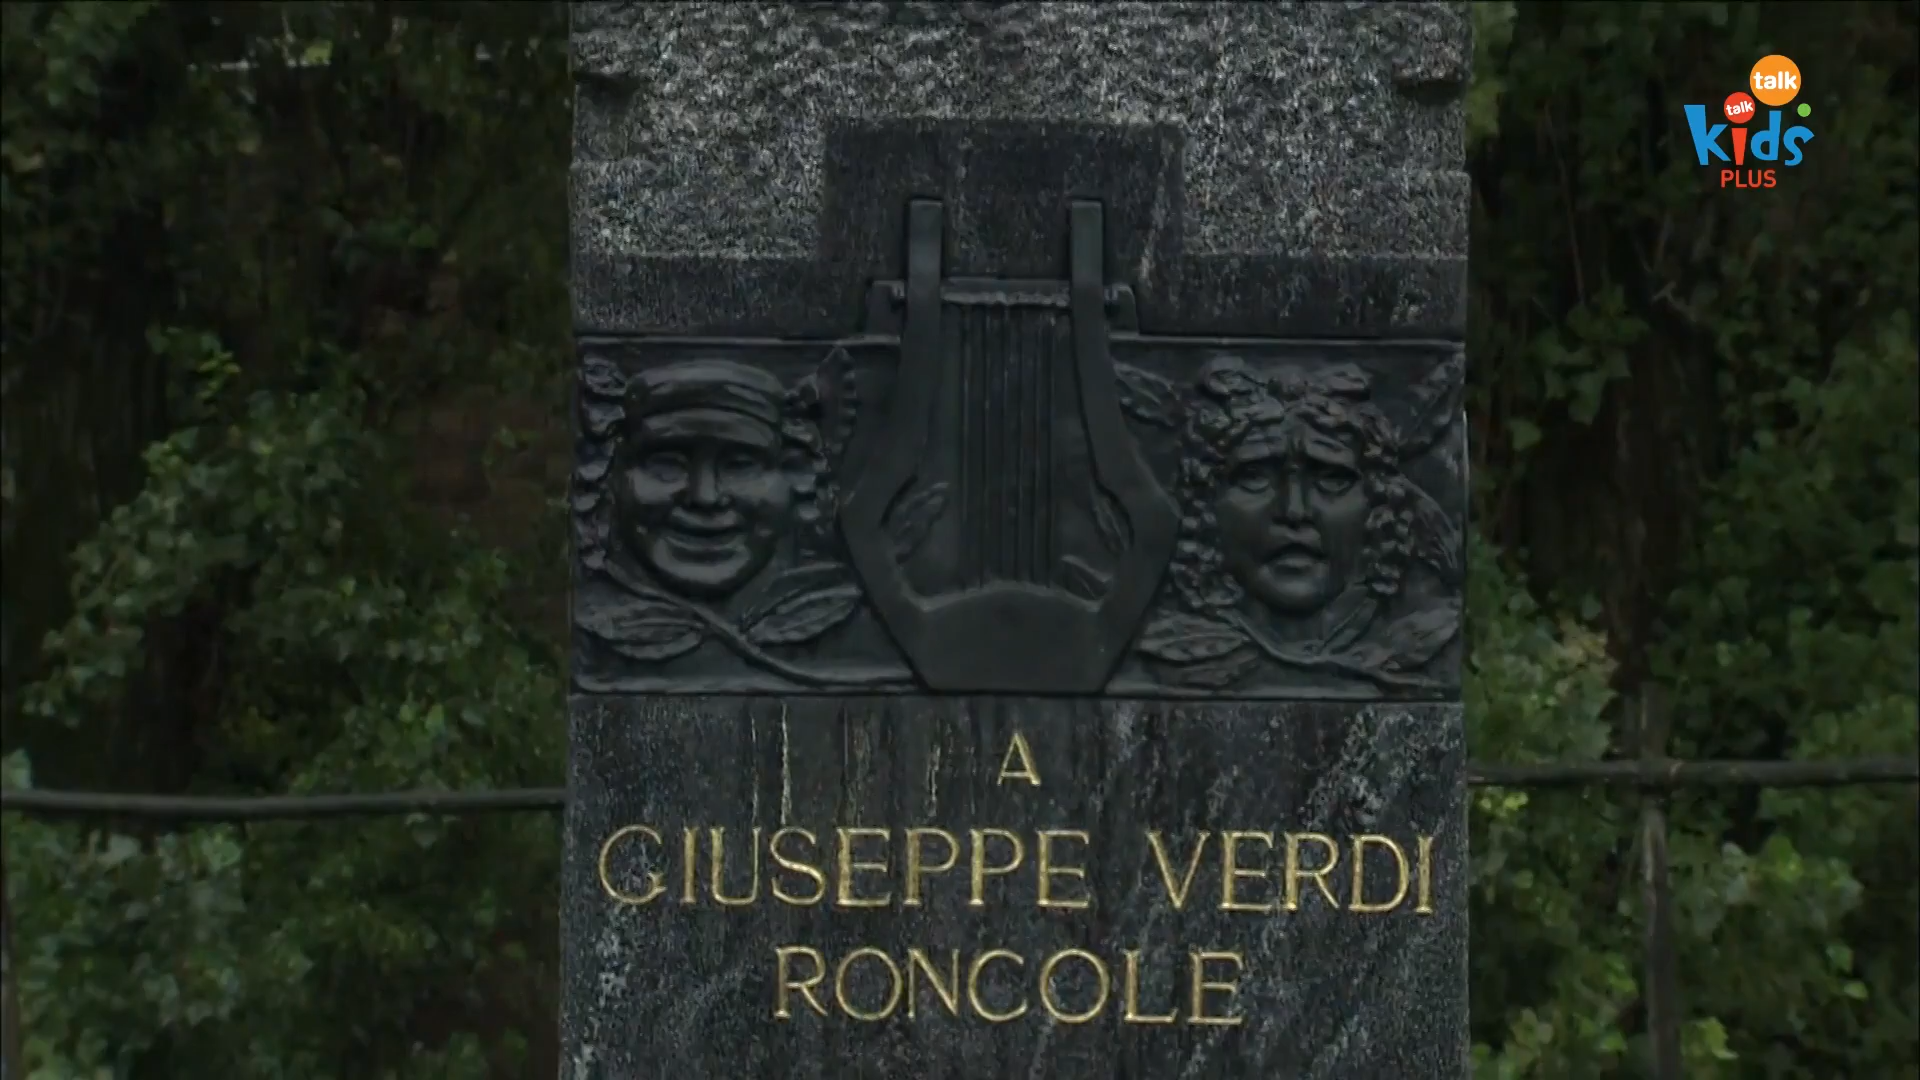 talk
talk
kids
PLUS
A
GIUSEPPE VERDI
RONCOLE